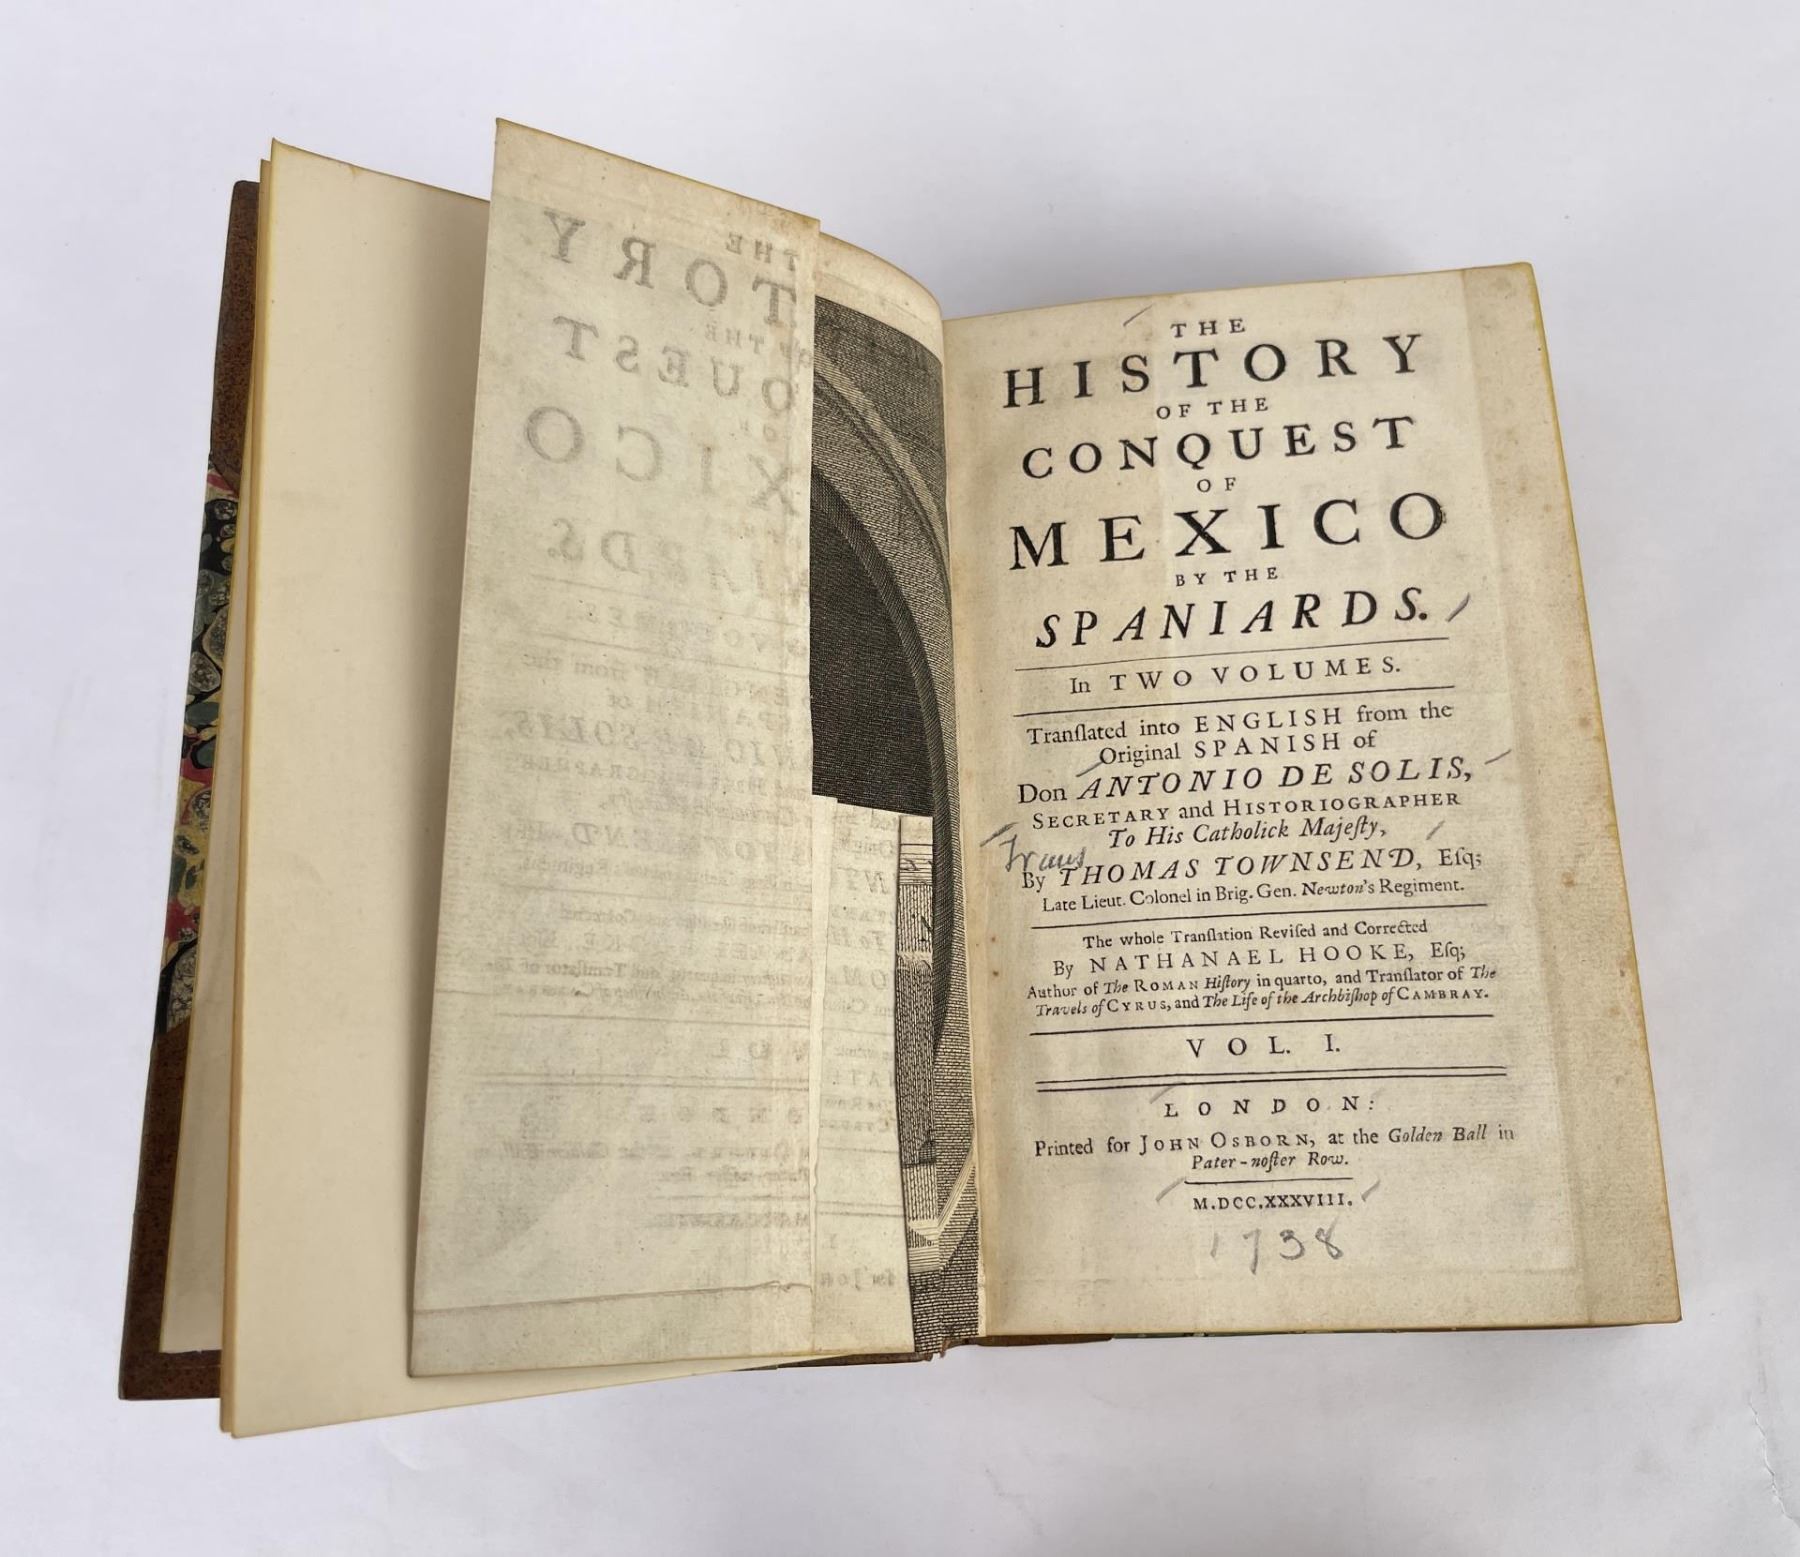 THE
HISTORY
OF THE
CONQUEST
OF
MEXICO
BY THE
SPANIARDS.
In TWO VOLUMES.
Tranſlated into ENGLISH from the
Original SPANISH of
Don ANTONIO DE SOLIS,
SECRETARY and HISTORIOGRAPHER
To His Catholick Majeſty,
Trans
By THOMAS TOWNSEND, Eſq;
Late Lieut. Colonel in Brig. Gen. Newton's Regiment.
The whole Tranſlation Reviſed and Corrected
By NATHANAEL HOOKE, Eſq;
Author of The ROMAN Hiſtory in quarto, and Tranſlator of The
Travels of CYRUS, and The Life of the Archbiſhop of CAMBRAY.
VOL. I.
LONDON:
Printed for JOHN OSBORN, at the Golden Ball in
Pater-noſter Row.
M.DCC.XXXVIII.
1738